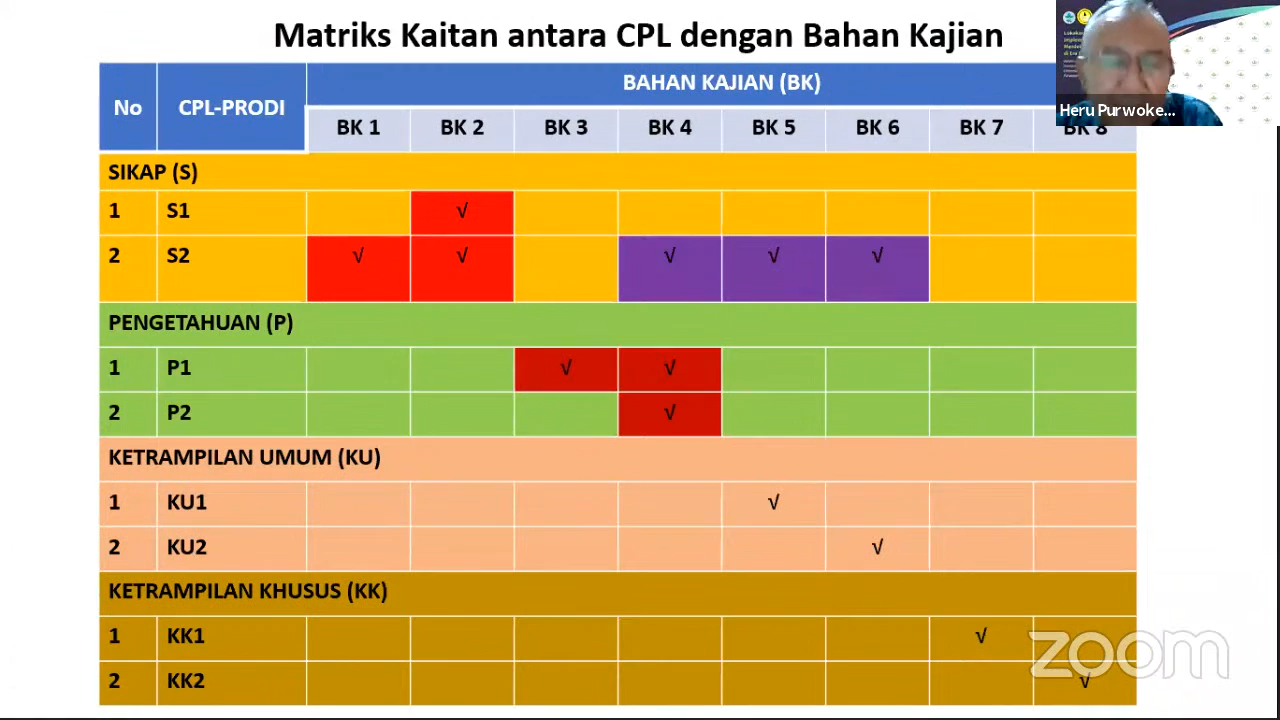 Matriks Kaitan antara CPL dengan Bahan Kajian
Heru Purwoke...
No CPL-PRODI BAHAN KAJIAN (BK)
BK 1 BK 2 BK 3 BK 4 BK 5 BK 6 BK 7 BK 8
SIKAP (S)
1 S1 √
2 S2 √ √ √ √ √
PENGETAHUAN (P)
1 P1 √ √
2 P2 √
KETRAMPILAN UMUM (KU)
1 KU1 √
2 KU2 √
KETRAMPILAN KHUSUS (KK)
1 KK1 √
zoom
2 KK2 √